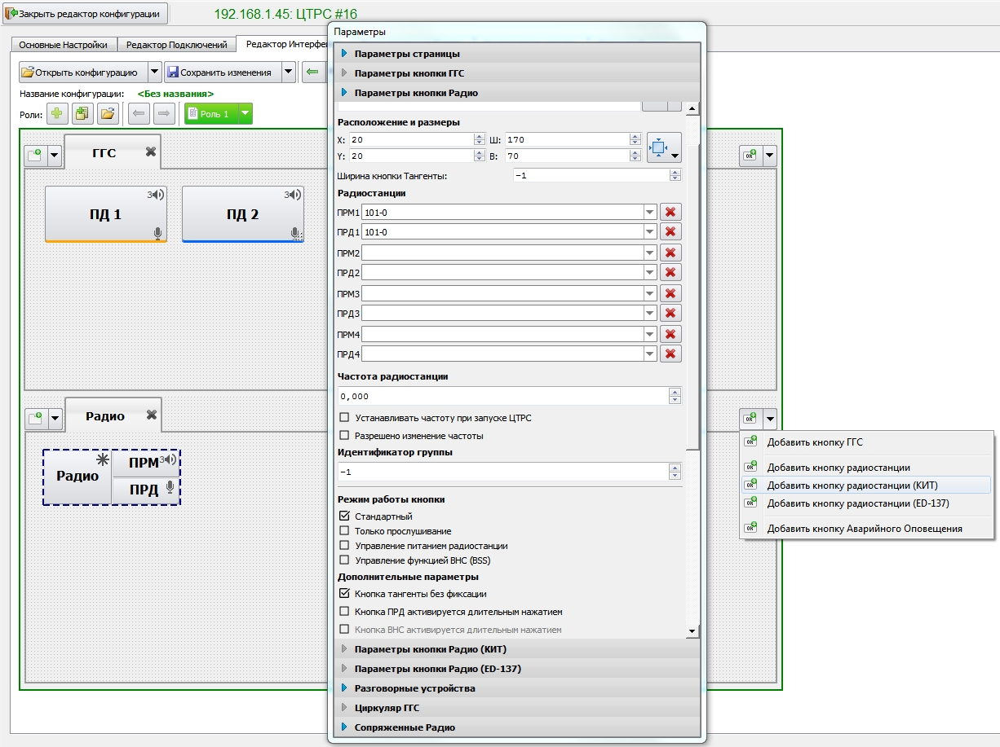 Закрыть редактор конфигурации
192.168.1.45: ЦТРС #16
Основные Настройки
Редактор Подключений
Редактор Интерфе
Открыть конфигурацию
Сохранить изменения
Название конфигурации: <Без названия>
Роли:
Роль 1
ГГС
ПД 1
3
ПД 2
3
Радио
Радио
ПРМ
3
ПРД
Параметры
Параметры страницы
Параметры кнопки ГГС
Параметры кнопки Радио
Расположение и размеры
X: 20 Ш: 170
Y: 20 В: 70
Ширина кнопки Тангенты: -1
Радиостанции
ПРМ1 101-0
ПРД1 101-0
ПРМ2
ПРД2
ПРМ3
ПРД3
ПРМ4
ПРД4
Частота радиостанции
0,000
Устанавливать частоту при запуске ЦТРС
Разрешено изменение частоты
Идентификатор группы
-1
Режим работы кнопки
Стандартный
Только прослушивание
Управление питанием радиостанции
Управление функцией ВНС (BSS)
Дополнительные параметры
Кнопка тангенты без фиксации
Кнопка ПРД активируется длительным нажатием
Кнопка ВНС активируется длительным нажатием
Параметры кнопки Радио (КИТ)
Параметры кнопки Радио (ED-137)
Разговорные устройства
Циркуляр ГГС
Сопряженные Радио
OK
OK
OK Добавить кнопку ГГС
OK Добавить кнопку радиостанции
OK Добавить кнопку радиостанции (КИТ)
OK Добавить кнопку радиостанции (ED-137)
OK Добавить кнопку Аварийного Оповещения